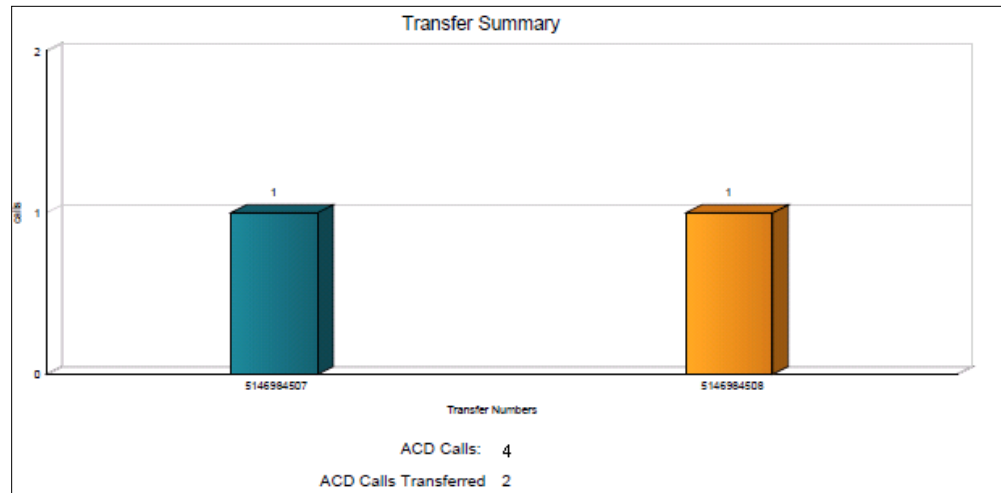 Transfer Summary
2
1
1
calls
1
0
5146984507
5146984508
Transfer Numbers
ACD Calls: 4
ACD Calls Transferred 2